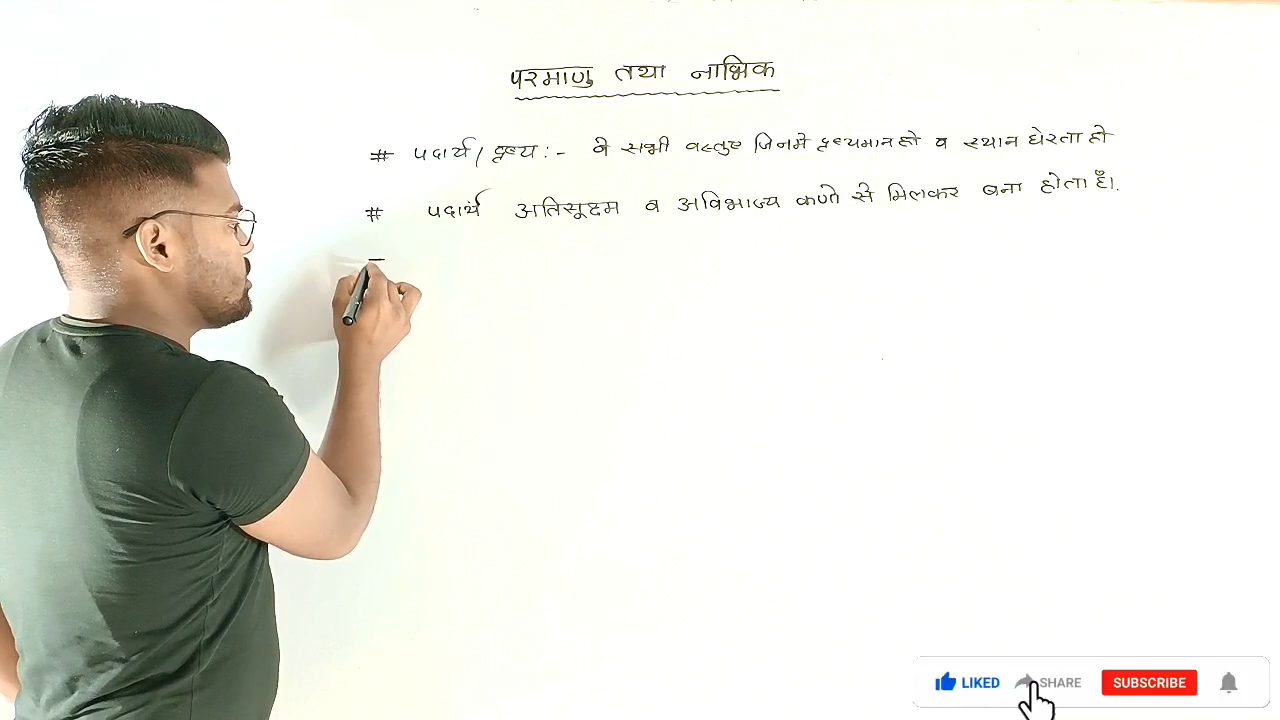 परमाणु तथा नाभिक
# पदार्थ / द्रव्य :- वे सभी वस्तुए जिनमे द्रव्यमान हो व स्थान घेरता हो
# पदार्थ अतिसूक्ष्म व अविभाज्य कणो से मिलकर बना होता हैं।
LIKED SHARE SUBSCRIBE